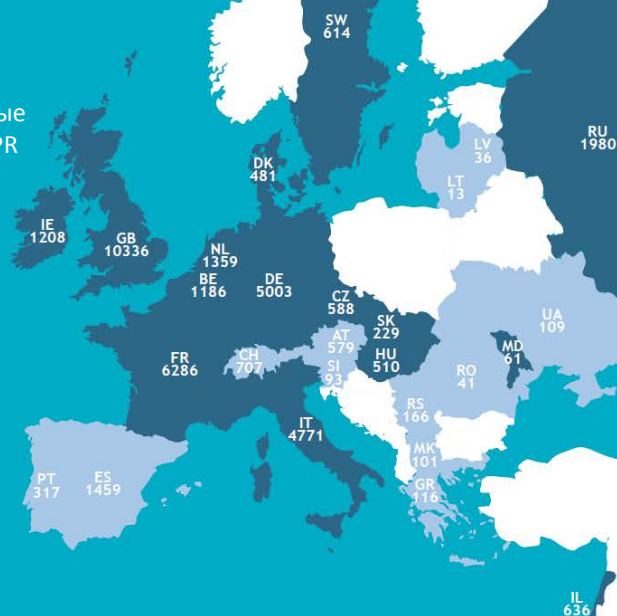 SW
614
ые
PR
RU
1980
LV
36
DK
481
LT
13
IE
1208
GB
10336
NL
1359
BE
1186
DE
5003
CZ
588
UA
109
SK
229
AT
579
MD
61
FR
6286
CH
707
HU
510
SI
93
RO
41
RS
166
IT
4771
MK
101
PT
317
ES
1459
GR
116
IL
636